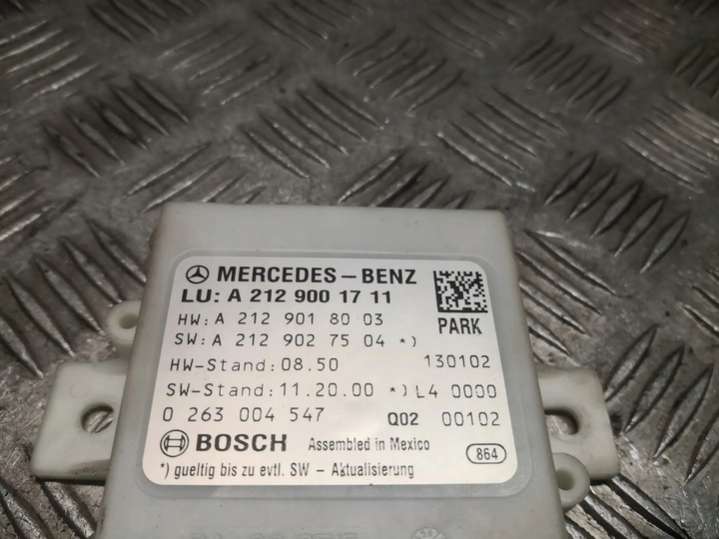 MERCEDES-BENZ
LU: A 212 900 17 11
HW: A 212 901 80 03
PARK
SW: A 212 902 75 04 *)
HW-Stand: 08.50 130102
SW-Stand: 11.20.00 *) L4 0000
0 263 004 547 Q02 00102
BOSCH Assembled in Mexico 864
*) gueltig bis zu evtl. SW - Aktualisierung